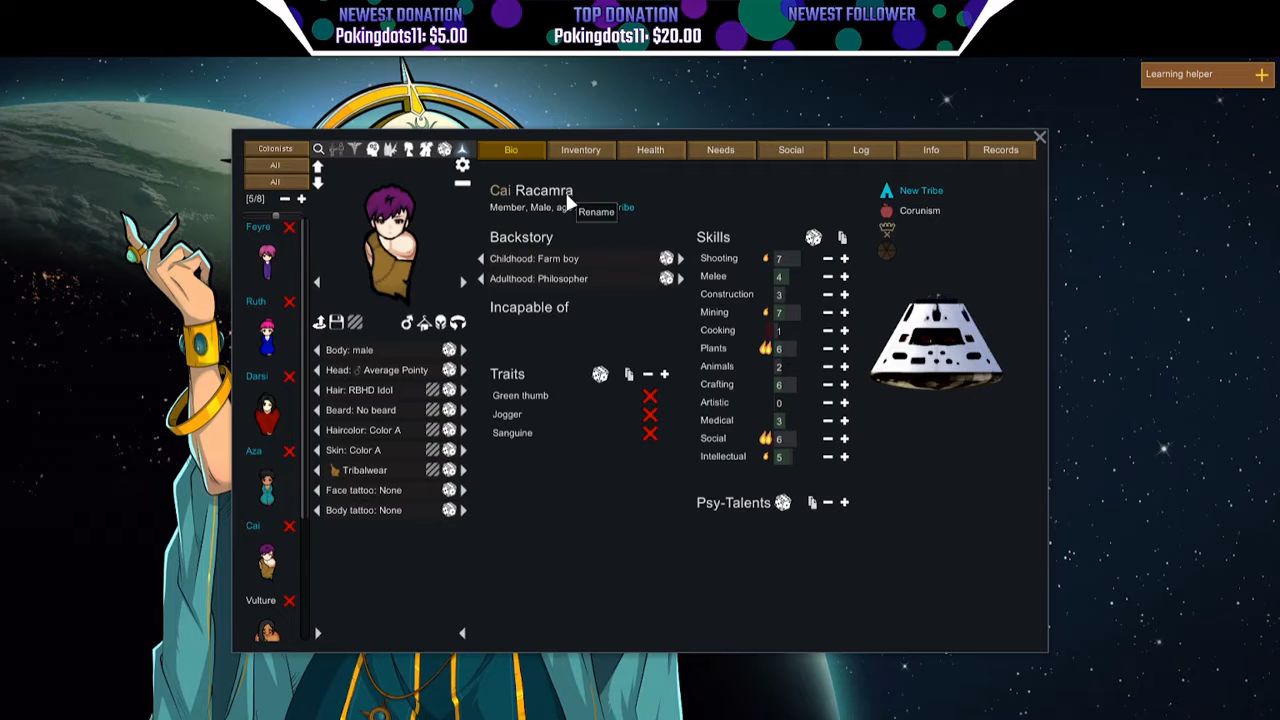 NEWEST DONATION
Pokingdots11: $5.00
TOP DONATION
Pokingdots11: $20.00
NEWEST FOLLOWER
Learning helper
Colonists
All
All
[5/8]
Feyre
Ruth
Darsi
Aza
Cai
Vulture
Body: male
Head: ♂ Average Pointy
Hair: RBHD Idol
Beard: No beard
Haircolor: Color A
Skin: Color A
Tribalwear
Face tattoo: None
Body tattoo: None
Bio
Inventory
Health
Needs
Social
Log
Info
Records
Cai Racamra
Member, Male,
Rename
Backstory
Childhood: Farm boy
Adulthood: Philosopher
Incapable of
Traits
Green thumb
Jogger
Sanguine
Skills
Shooting 7
Melee 4
Construction 3
Mining 7
Cooking 1
Plants 6
Animals 2
Crafting 6
Artistic 0
Medical 3
Social 6
Intellectual 5
Psy-Talents
New Tribe
Corunism